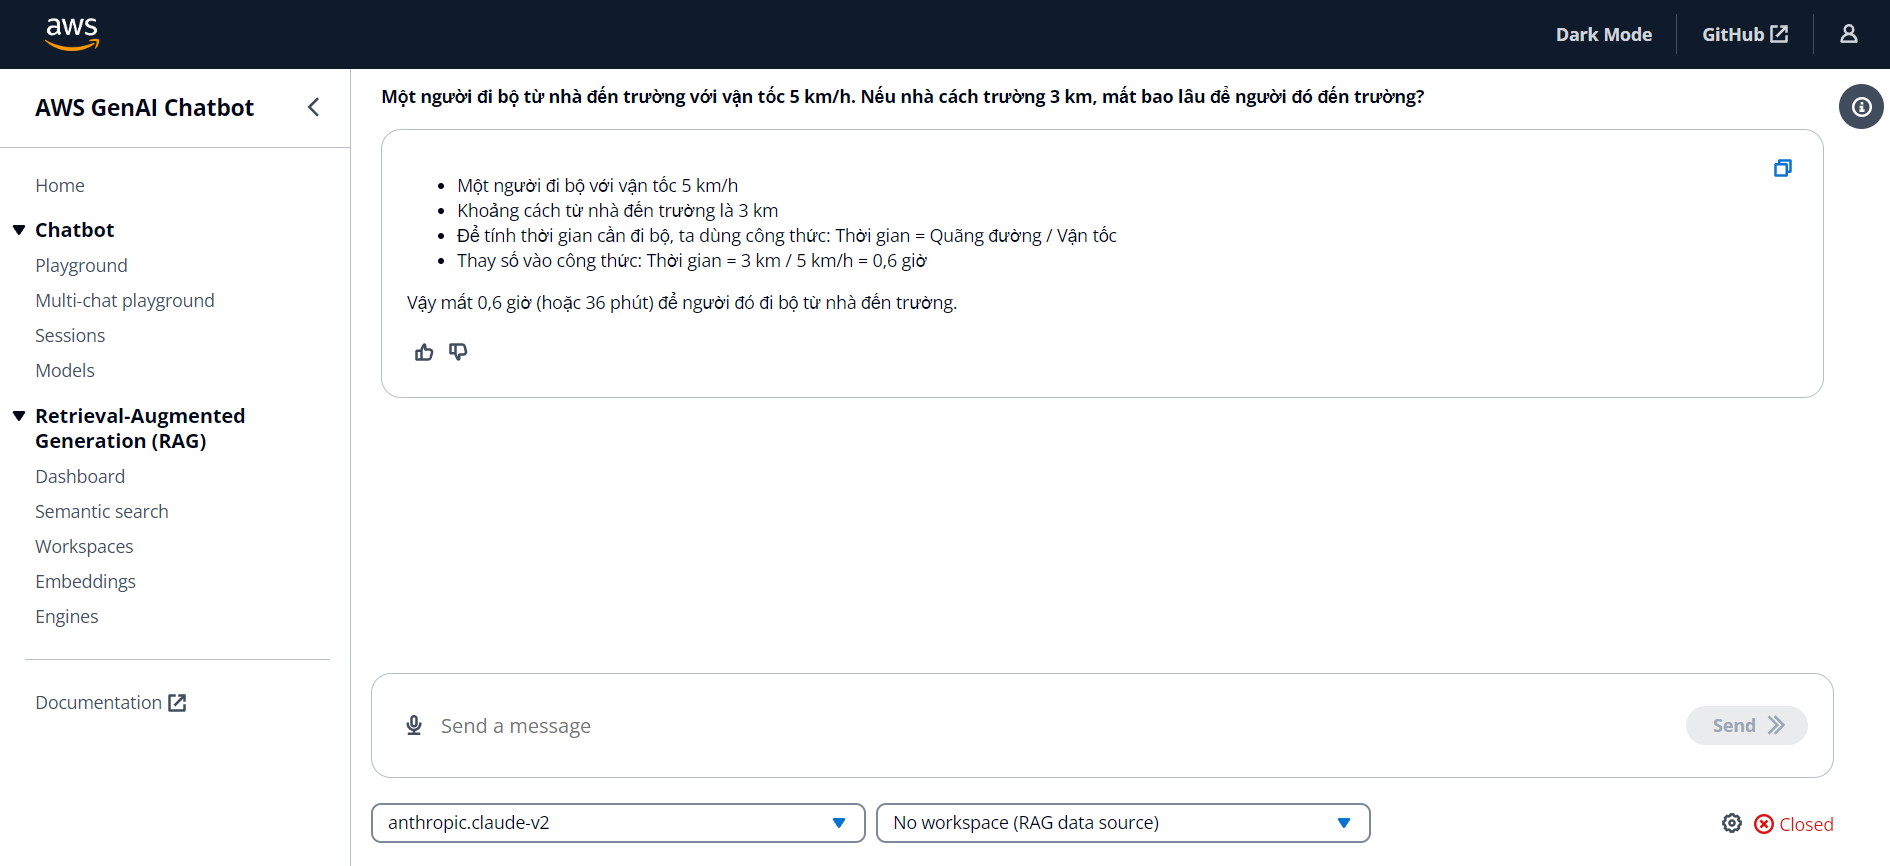 aws
Dark Mode
GitHub
AWS GenAI Chatbot
Home
Chatbot
Playground
Multi-chat playground
Sessions
Models
Retrieval-Augmented
Generation (RAG)
Dashboard
Semantic search
Workspaces
Embeddings
Engines
Documentation
Một người đi bộ từ nhà đến trường với vận tốc 5 km/h. Nếu nhà cách trường 3 km, mất bao lâu để người đó đến trường?
• Một người đi bộ với vận tốc 5 km/h
• Khoảng cách từ nhà đến trường là 3 km
• Để tính thời gian cần đi bộ, ta dùng công thức: Thời gian = Quãng đường / Vận tốc
• Thay số vào công thức: Thời gian = 3 km / 5 km/h = 0,6 giờ
Vậy mất 0,6 giờ (hoặc 36 phút) để người đó đi bộ từ nhà đến trường.
Send a message
Send
anthropic.claude-v2
No workspace (RAG data source)
Closed